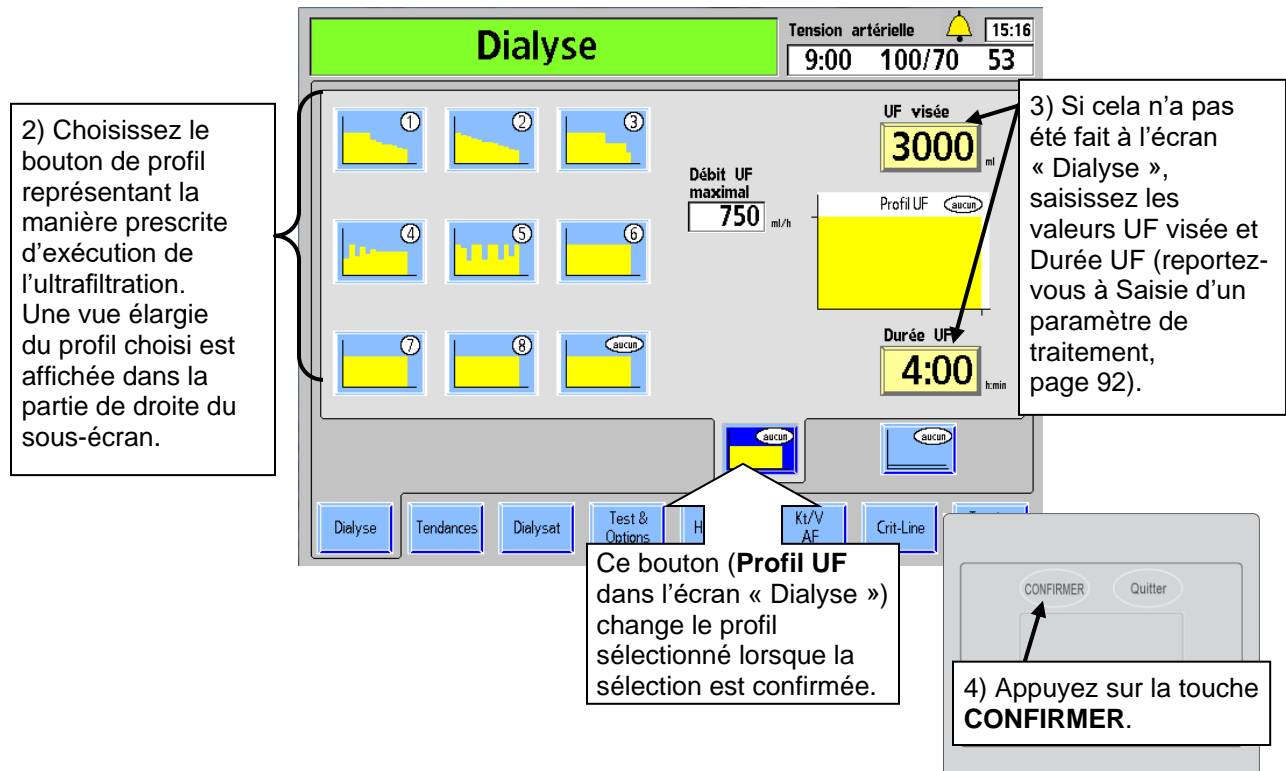 Dialyse
Tension artérielle
15:16
9:00 100/70 53
2) Choisissez le
bouton de profil
représentant la
manière prescrite
d’exécution de
l’ultrafiltration.
Une vue élargie
du profil choisi est
affichée dans la
partie de droite du
sous-écran.
1
2
3
4
5
6
7
8
aucun
Débit UF
maximal
750 ml/h
UF visée
3000 ml
Profil UF aucun
Durée UF
4:00 h:min
3) Si cela n’a pas
été fait à l’écran
« Dialyse »,
saisissez les
valeurs UF visée et
Durée UF (reportez-
vous à Saisie d’un
paramètre de
traitement,
page 92).
aucun
aucun
Dialyse
Tendances
Dialysat
Test &
Options
H
Kt/V
AF
Crit-Line
Ce bouton (Profil UF
dans l’écran « Dialyse »)
change le profil
sélectionné lorsque la
sélection est confirmée.
CONFIRMER
Quitter
4) Appuyez sur la touche
CONFIRMER.